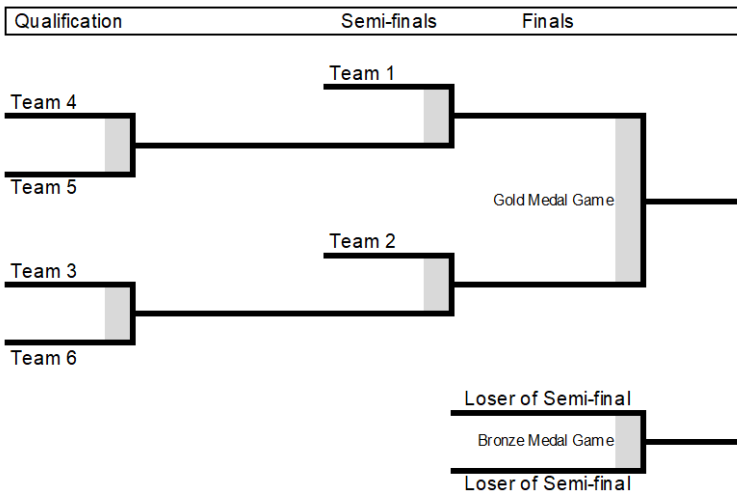 Qualification Semi-finals Finals
Team 1
Team 4
Team 5
Gold Medal Game
Team 2
Team 3
Team 6
Loser of Semi-final
Bronze Medal Game
Loser of Semi-final